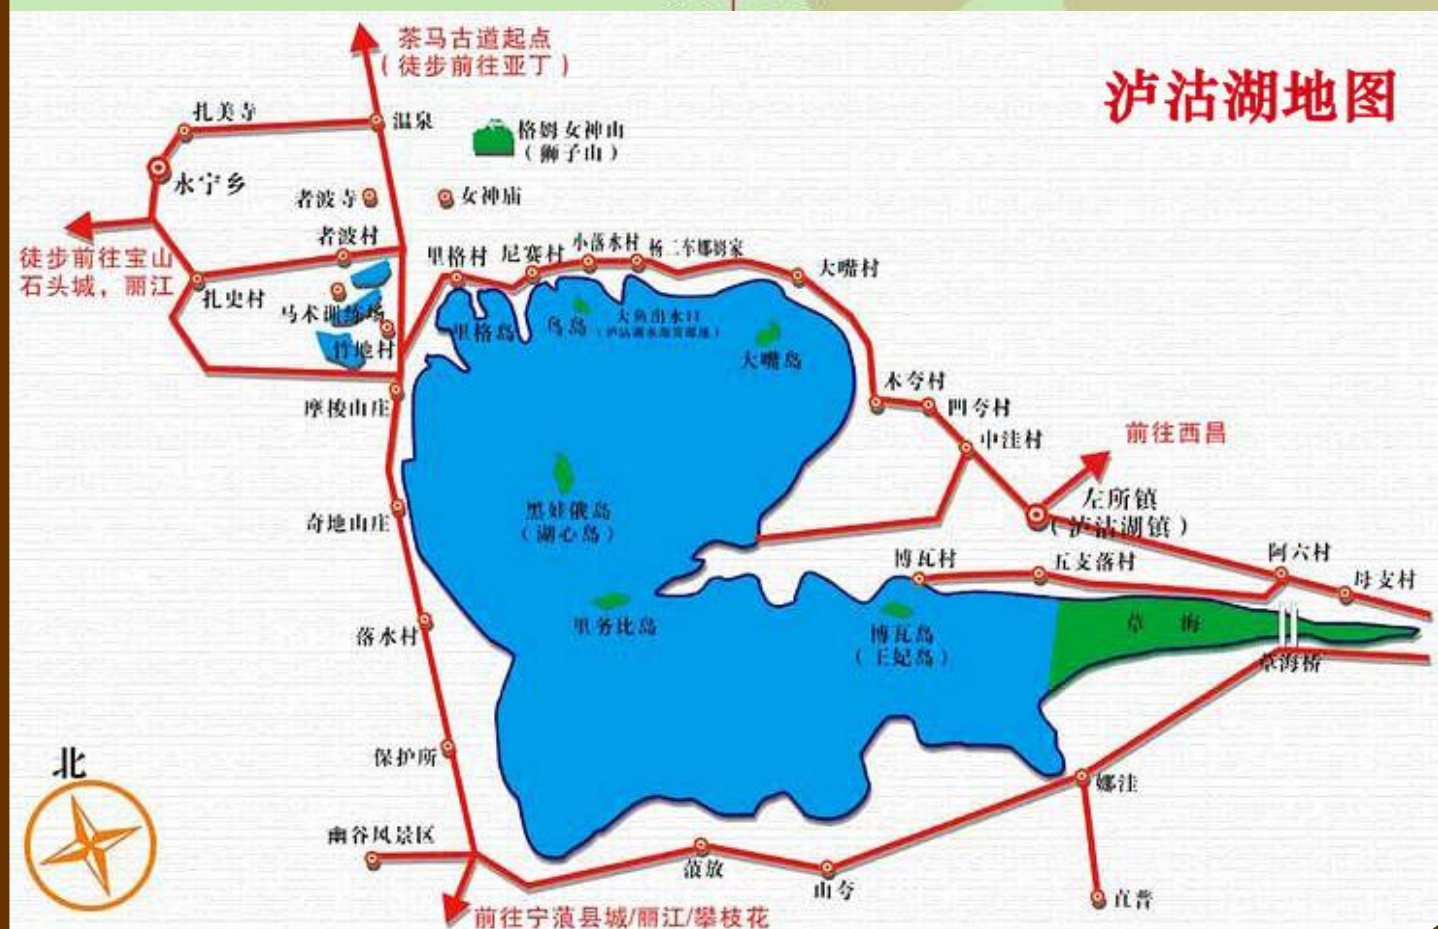 茶马古道起点
（徒步前往亚丁）
泸沽湖地图
扎美寺
温泉
格姆女神山
（狮子山）
永宁乡
者波寺
女神庙
徒步前往宝山
石头城，丽江
者波村
里格村
尼赛村
小落水村
杨二车娜姆家
大嘴村
扎史村
马术训练场
竹地村
里格岛
鸟岛
大鱼出水口
大嘴岛
摩梭山庄
木夸村
凹夸村
中洼村
前往西昌
奇地山庄
黑娃俄岛
（湖心岛）
左所镇
（泸沽湖镇）
博瓦村
五支落村
阿六村
母支村
落水村
里务比岛
博瓦岛
（王妃岛）
草 海
草海桥
保护所
北
娜洼
幽谷风景区
蒗放
山夸
直普
前往宁蒗县城/丽江/攀枝花